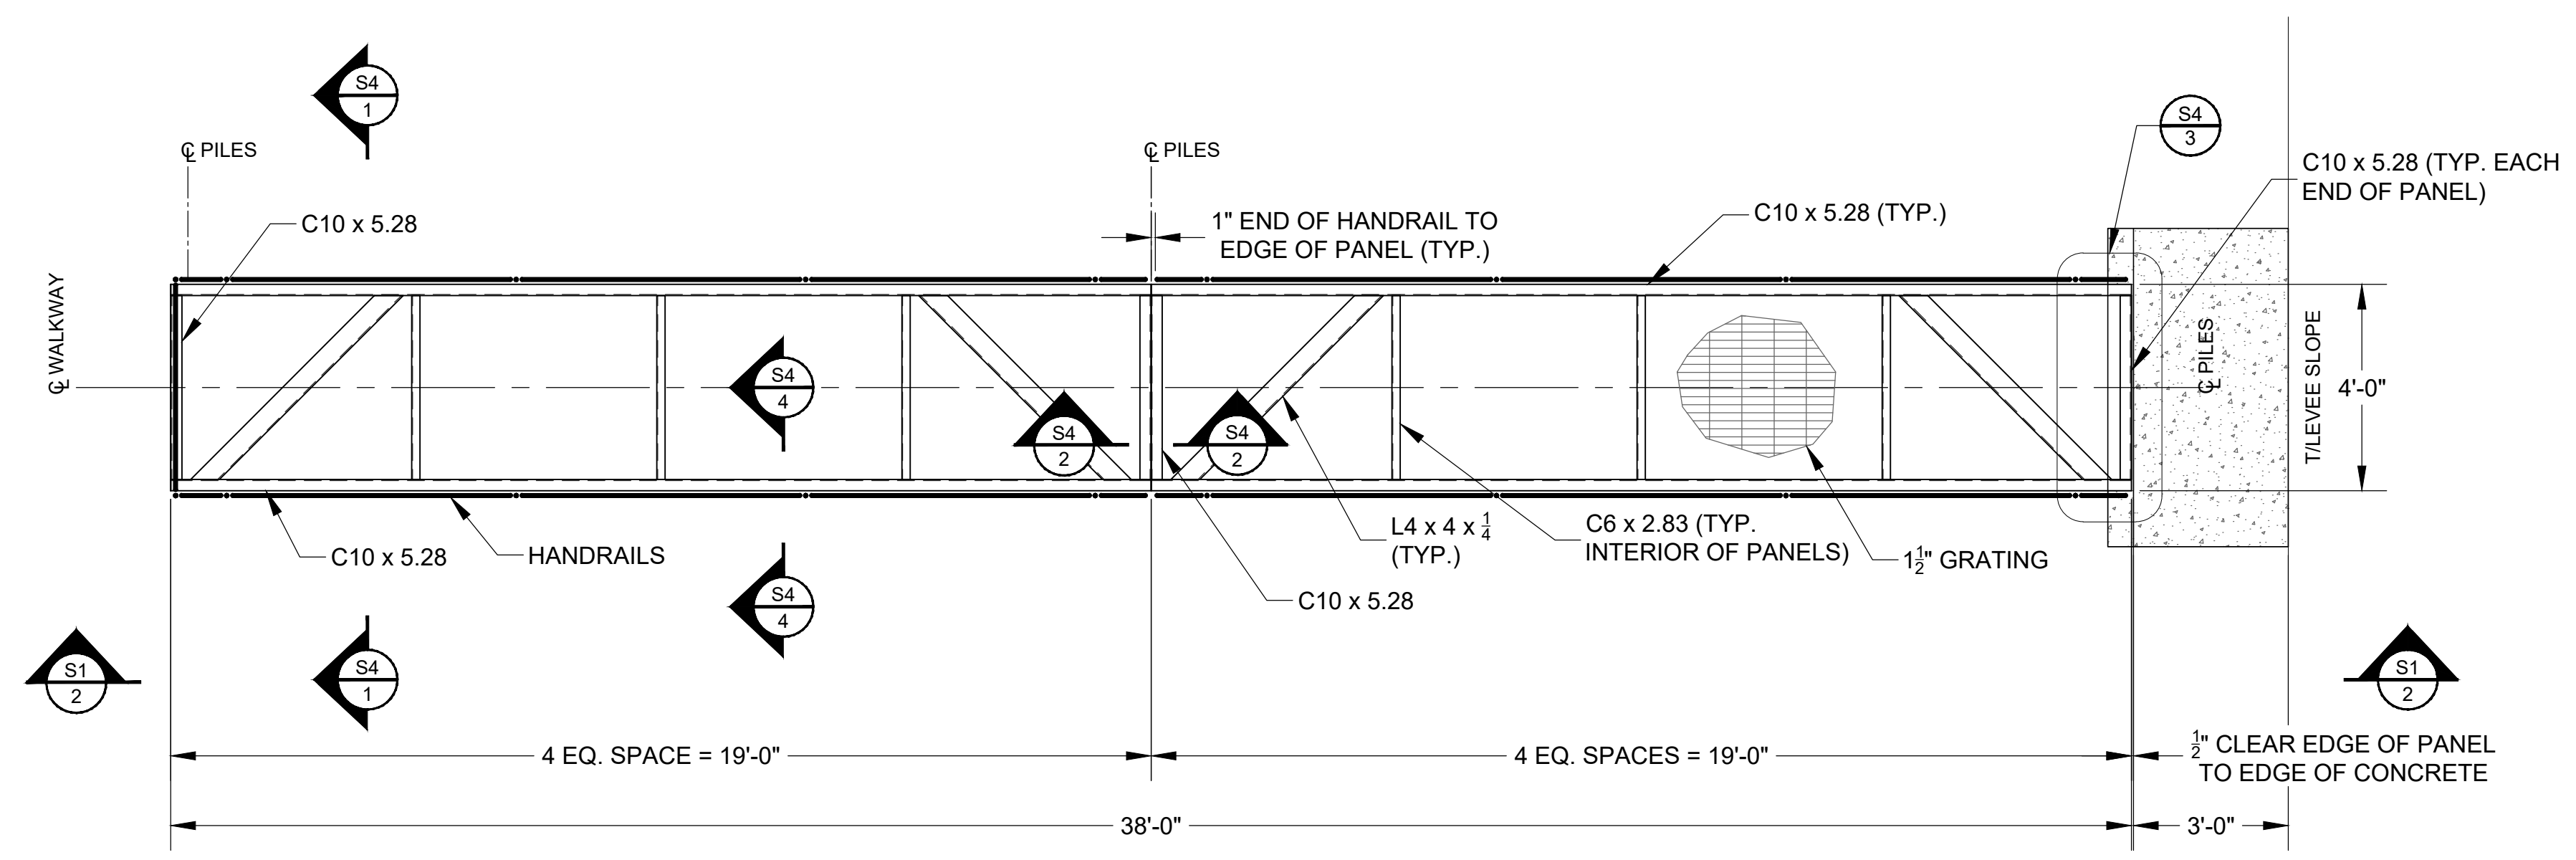 S4
1
S4
3
℄ PILES
℄ PILES
C10 x 5.28 (TYP. EACH
END OF PANEL)
C10 x 5.28
1" END OF HANDRAIL TO
EDGE OF PANEL (TYP.)
C10 x 5.28 (TYP.)
℄ WALKWAY
S4
4
S4
2
S4
2
℄ PILES
T/LEVEE SLOPE
4'-0"
C10 x 5.28
HANDRAILS
L4 x 4 x 1/4
(TYP.)
C6 x 2.83 (TYP.
INTERIOR OF PANELS)
1 1/2" GRATING
S4
4
C10 x 5.28
S1
2
S4
1
S1
2
4 EQ. SPACE = 19'-0"
4 EQ. SPACES = 19'-0"
1/2" CLEAR EDGE OF PANEL
TO EDGE OF CONCRETE
38'-0"
3'-0"